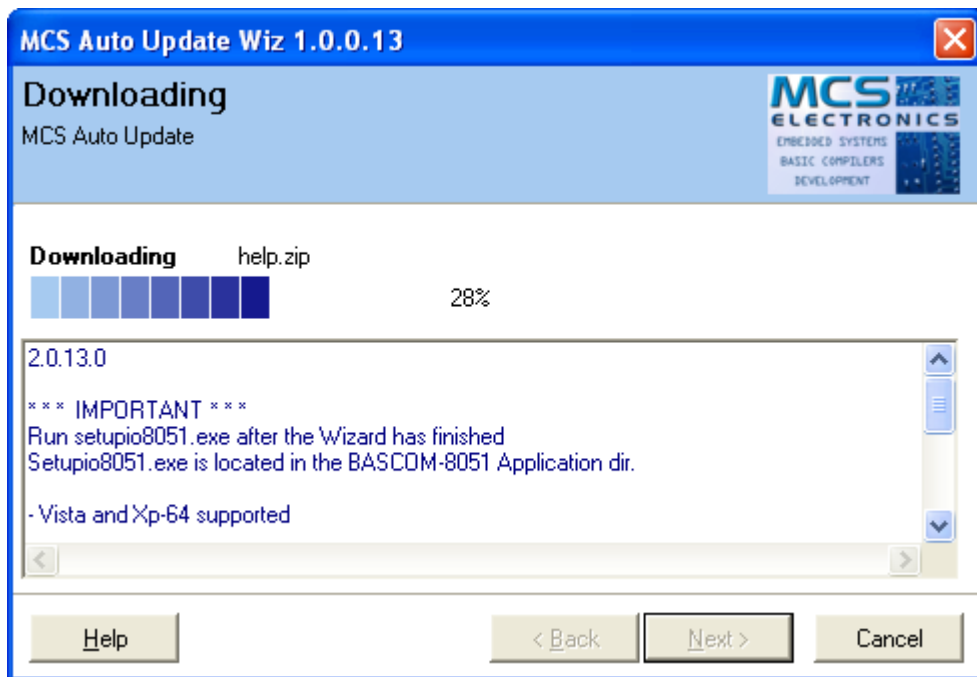 MCS Auto Update Wiz 1.0.0.13
Downloading
MCS Auto Update
MCS
ELECTRONICS
EMBEDDED SYSTEMS
BASIC COMPILERS
DEVELOPMENT
Downloading help.zip
28%
2.0.13.0
* * * IMPORTANT * * *
Run setupio8051.exe after the Wizard has finished
Setupio8051.exe is located in the BASCOM-8051 Application dir.
- Vista and Xp-64 supported
Help
< Back
Next >
Cancel